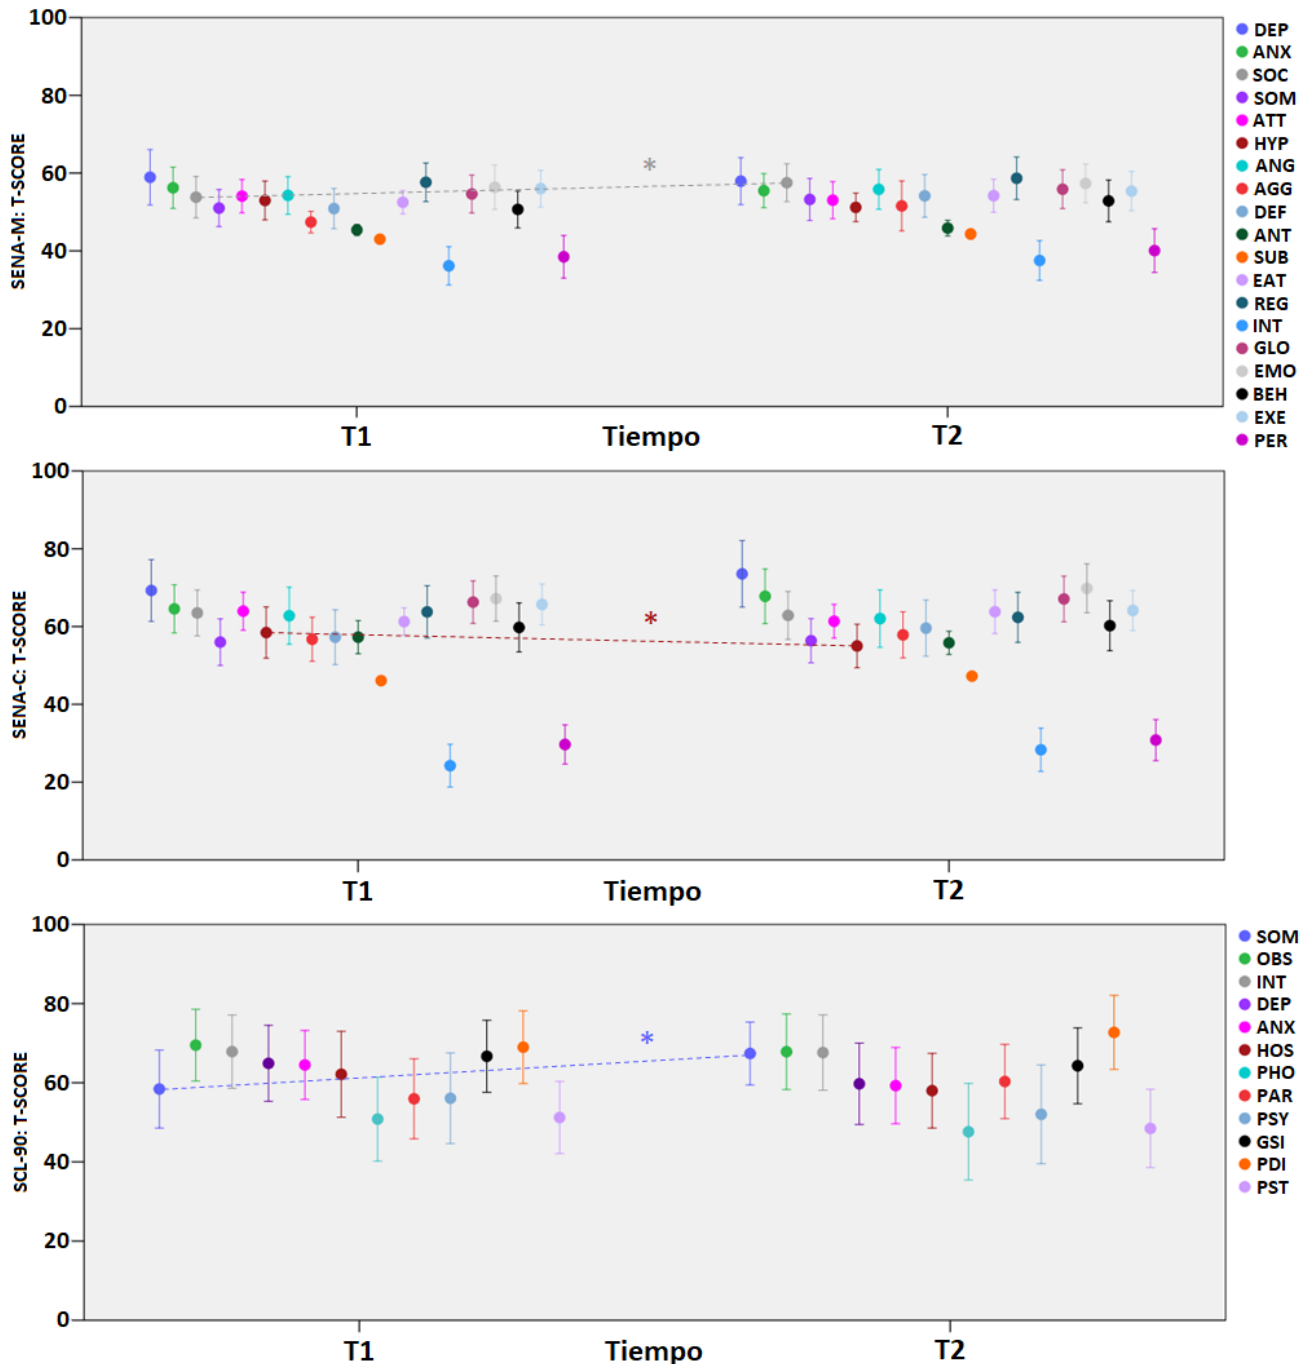 SENA-M: T-SCORE
100
80
60
40
20
0
*
T1
Tiempo
T2
DEP
ANX
SOC
SOM
ATT
HYP
ANG
AGG
DEF
ANT
SUB
EAT
REG
INT
GLO
EMO
BEH
EXE
PER
SENA-C: T-SCORE
100
80
60
40
20
0
*
T1
Tiempo
T2
SCL-90: T-SCORE
100
80
60
40
20
0
*
T1
Tiempo
T2
SOM
OBS
INT
DEP
ANX
HOS
PHO
PAR
PSY
GSI
PDI
PST